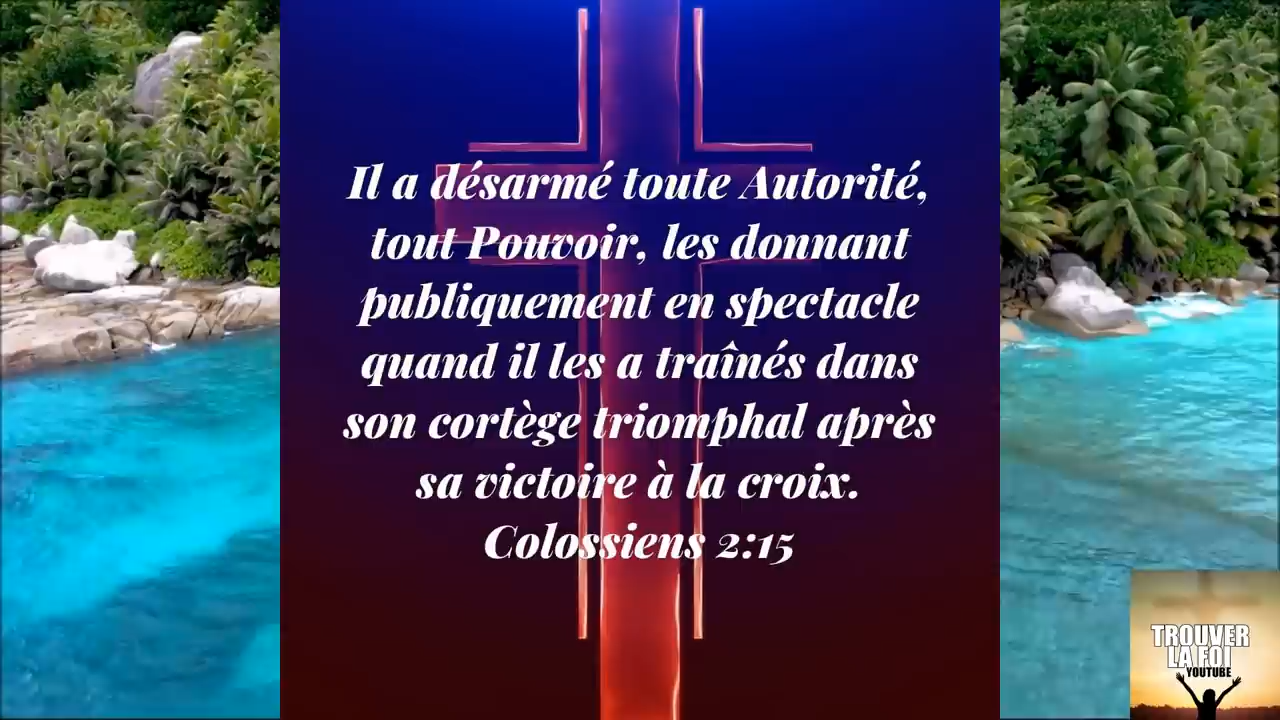 Il a désarmé toute Autorité,
tout Pouvoir, les donnant
publiquement en spectacle
quand il les a traînés dans
son cortège triomphal après
sa victoire à la croix.
Colossiens 2:15
TROUVER
LA FOI
YOUTUBE